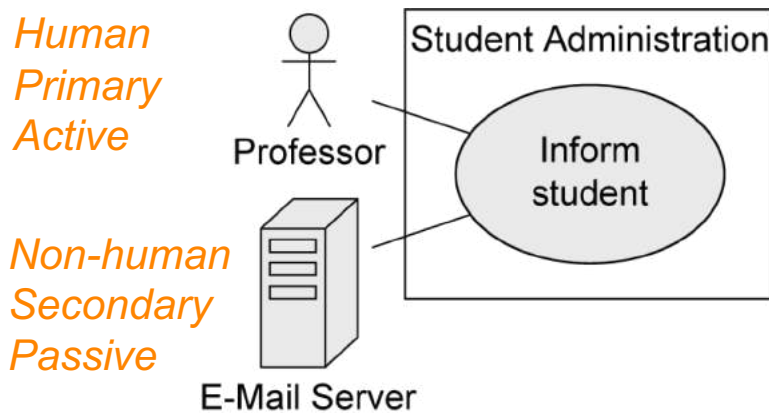 Human
Primary
Active
Professor
Student Administration
Inform
student
Non-human
Secondary
Passive
E-Mail Server